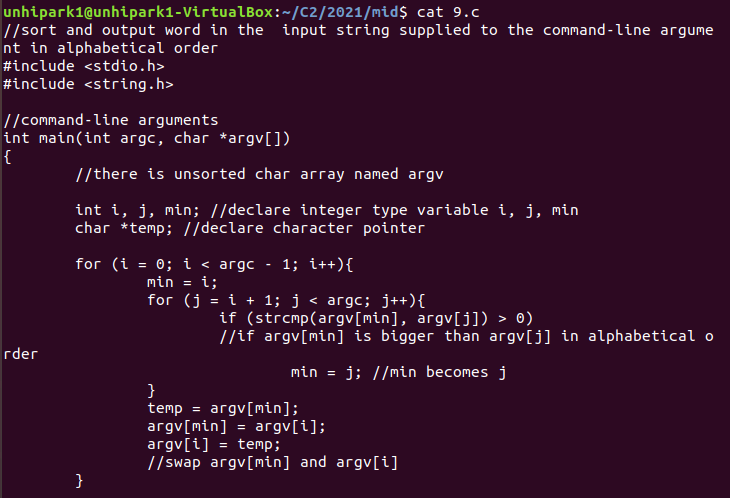 unhipark1@unhipark1-VirtualBox:~/C2/2021/mid$ cat 9.c
//sort and output word in the  input string supplied to the command-line argume
nt in alphabetical order
#include <stdio.h>
#include <string.h>

//command-line arguments
int main(int argc, char *argv[])
{
        //there is unsorted char array named argv

        int i, j, min; //declare integer type variable i, j, min
        char *temp; //declare character pointer

        for (i = 0; i < argc - 1; i++){
                min = i;
                for (j = i + 1; j < argc; j++){
                        if (strcmp(argv[min], argv[j]) > 0)
                        //if argv[min] is bigger than argv[j] in alphabetical o
rder
                                min = j; //min becomes j
                }
                temp = argv[min];
                argv[min] = argv[i];
                argv[i] = temp;
                //swap argv[min] and argv[i]
        }